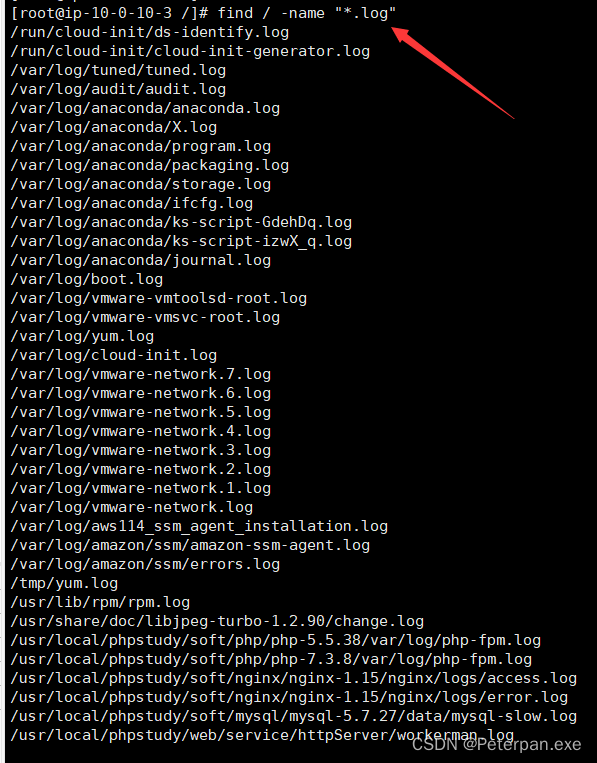 [root@ip-10-0-10-3 /]# find / -name "*.log"
/run/cloud-init/ds-identify.log
/run/cloud-init/cloud-init-generator.log
/var/log/tuned/tuned.log
/var/log/audit/audit.log
/var/log/anaconda/anaconda.log
/var/log/anaconda/X.log
/var/log/anaconda/program.log
/var/log/anaconda/packaging.log
/var/log/anaconda/storage.log
/var/log/anaconda/ifcfg.log
/var/log/anaconda/ks-script-GdehDq.log
/var/log/anaconda/ks-script-izwX_q.log
/var/log/anaconda/journal.log
/var/log/boot.log
/var/log/vmware-vmtoolsd-root.log
/var/log/vmware-vmsvc-root.log
/var/log/yum.log
/var/log/cloud-init.log
/var/log/vmware-network.7.log
/var/log/vmware-network.6.log
/var/log/vmware-network.5.log
/var/log/vmware-network.4.log
/var/log/vmware-network.3.log
/var/log/vmware-network.2.log
/var/log/vmware-network.1.log
/var/log/vmware-network.log
/var/log/aws114_ssm_agent_installation.log
/var/log/amazon/ssm/amazon-ssm-agent.log
/var/log/amazon/ssm/errors.log
/tmp/yum.log
/usr/lib/rpm/rpm.log
/usr/share/doc/libjpeg-turbo-1.2.90/change.log
/usr/local/phpstudy/soft/php/php-5.5.38/var/log/php-fpm.log
/usr/local/phpstudy/soft/php/php-7.3.8/var/log/php-fpm.log
/usr/local/phpstudy/soft/nginx/nginx-1.15/nginx/logs/access.log
/usr/local/phpstudy/soft/nginx/nginx-1.15/nginx/logs/error.log
/usr/local/phpstudy/soft/mysql/mysql-5.7.27/data/mysql-slow.log
/usr/local/phpstudy/web/service/httpServer/workerman.log
CSDN @Peterpan.exe